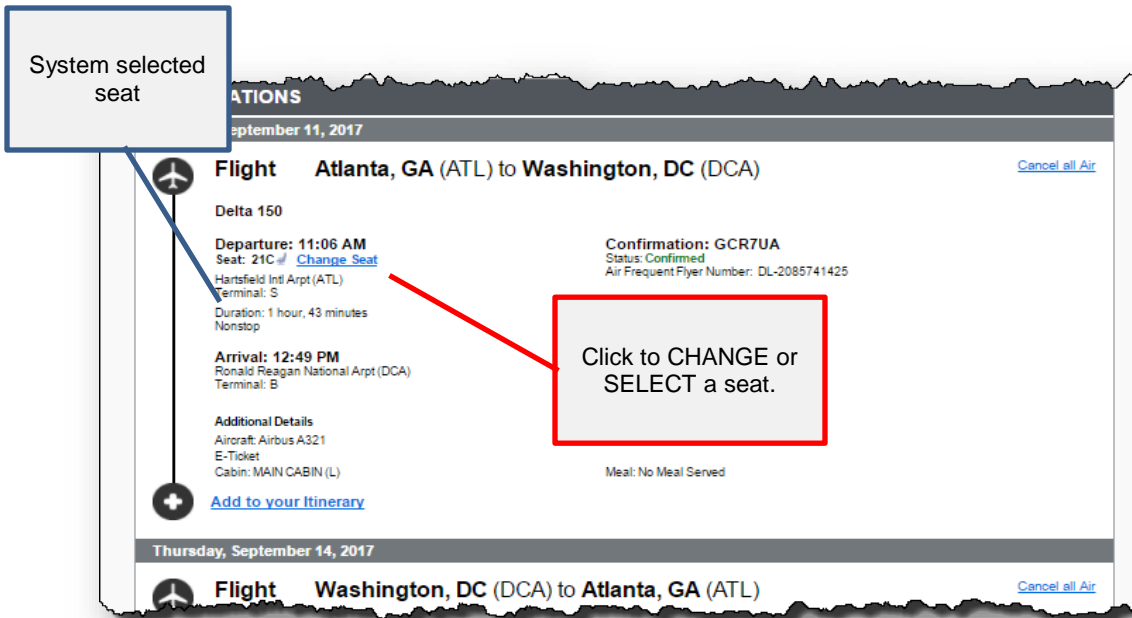 System selected
seat
ATIONS
eptember 11, 2017
Flight Atlanta, GA (ATL) to Washington, DC (DCA) Cancel all Air
Delta 150
Departure: 11:06 AM Confirmation: GCR7UA
Seat: 21C Change Seat Status: Confirmed
Hartsfield Intl Arpt (ATL) Air Frequent Flyer Number: DL-2085741425
Terminal: S
Duration: 1 hour, 43 minutes
Nonstop
Click to CHANGE or
SELECT a seat.
Arrival: 12:49 PM
Ronald Reagan National Arpt (DCA)
Terminal: B
Additional Details
Aircraft: Airbus A321
E-Ticket
Cabin: MAIN CABIN (L) Meal: No Meal Served
Add to your Itinerary
Thursday, September 14, 2017
Flight Washington, DC (DCA) to Atlanta, GA (ATL) Cancel all Air